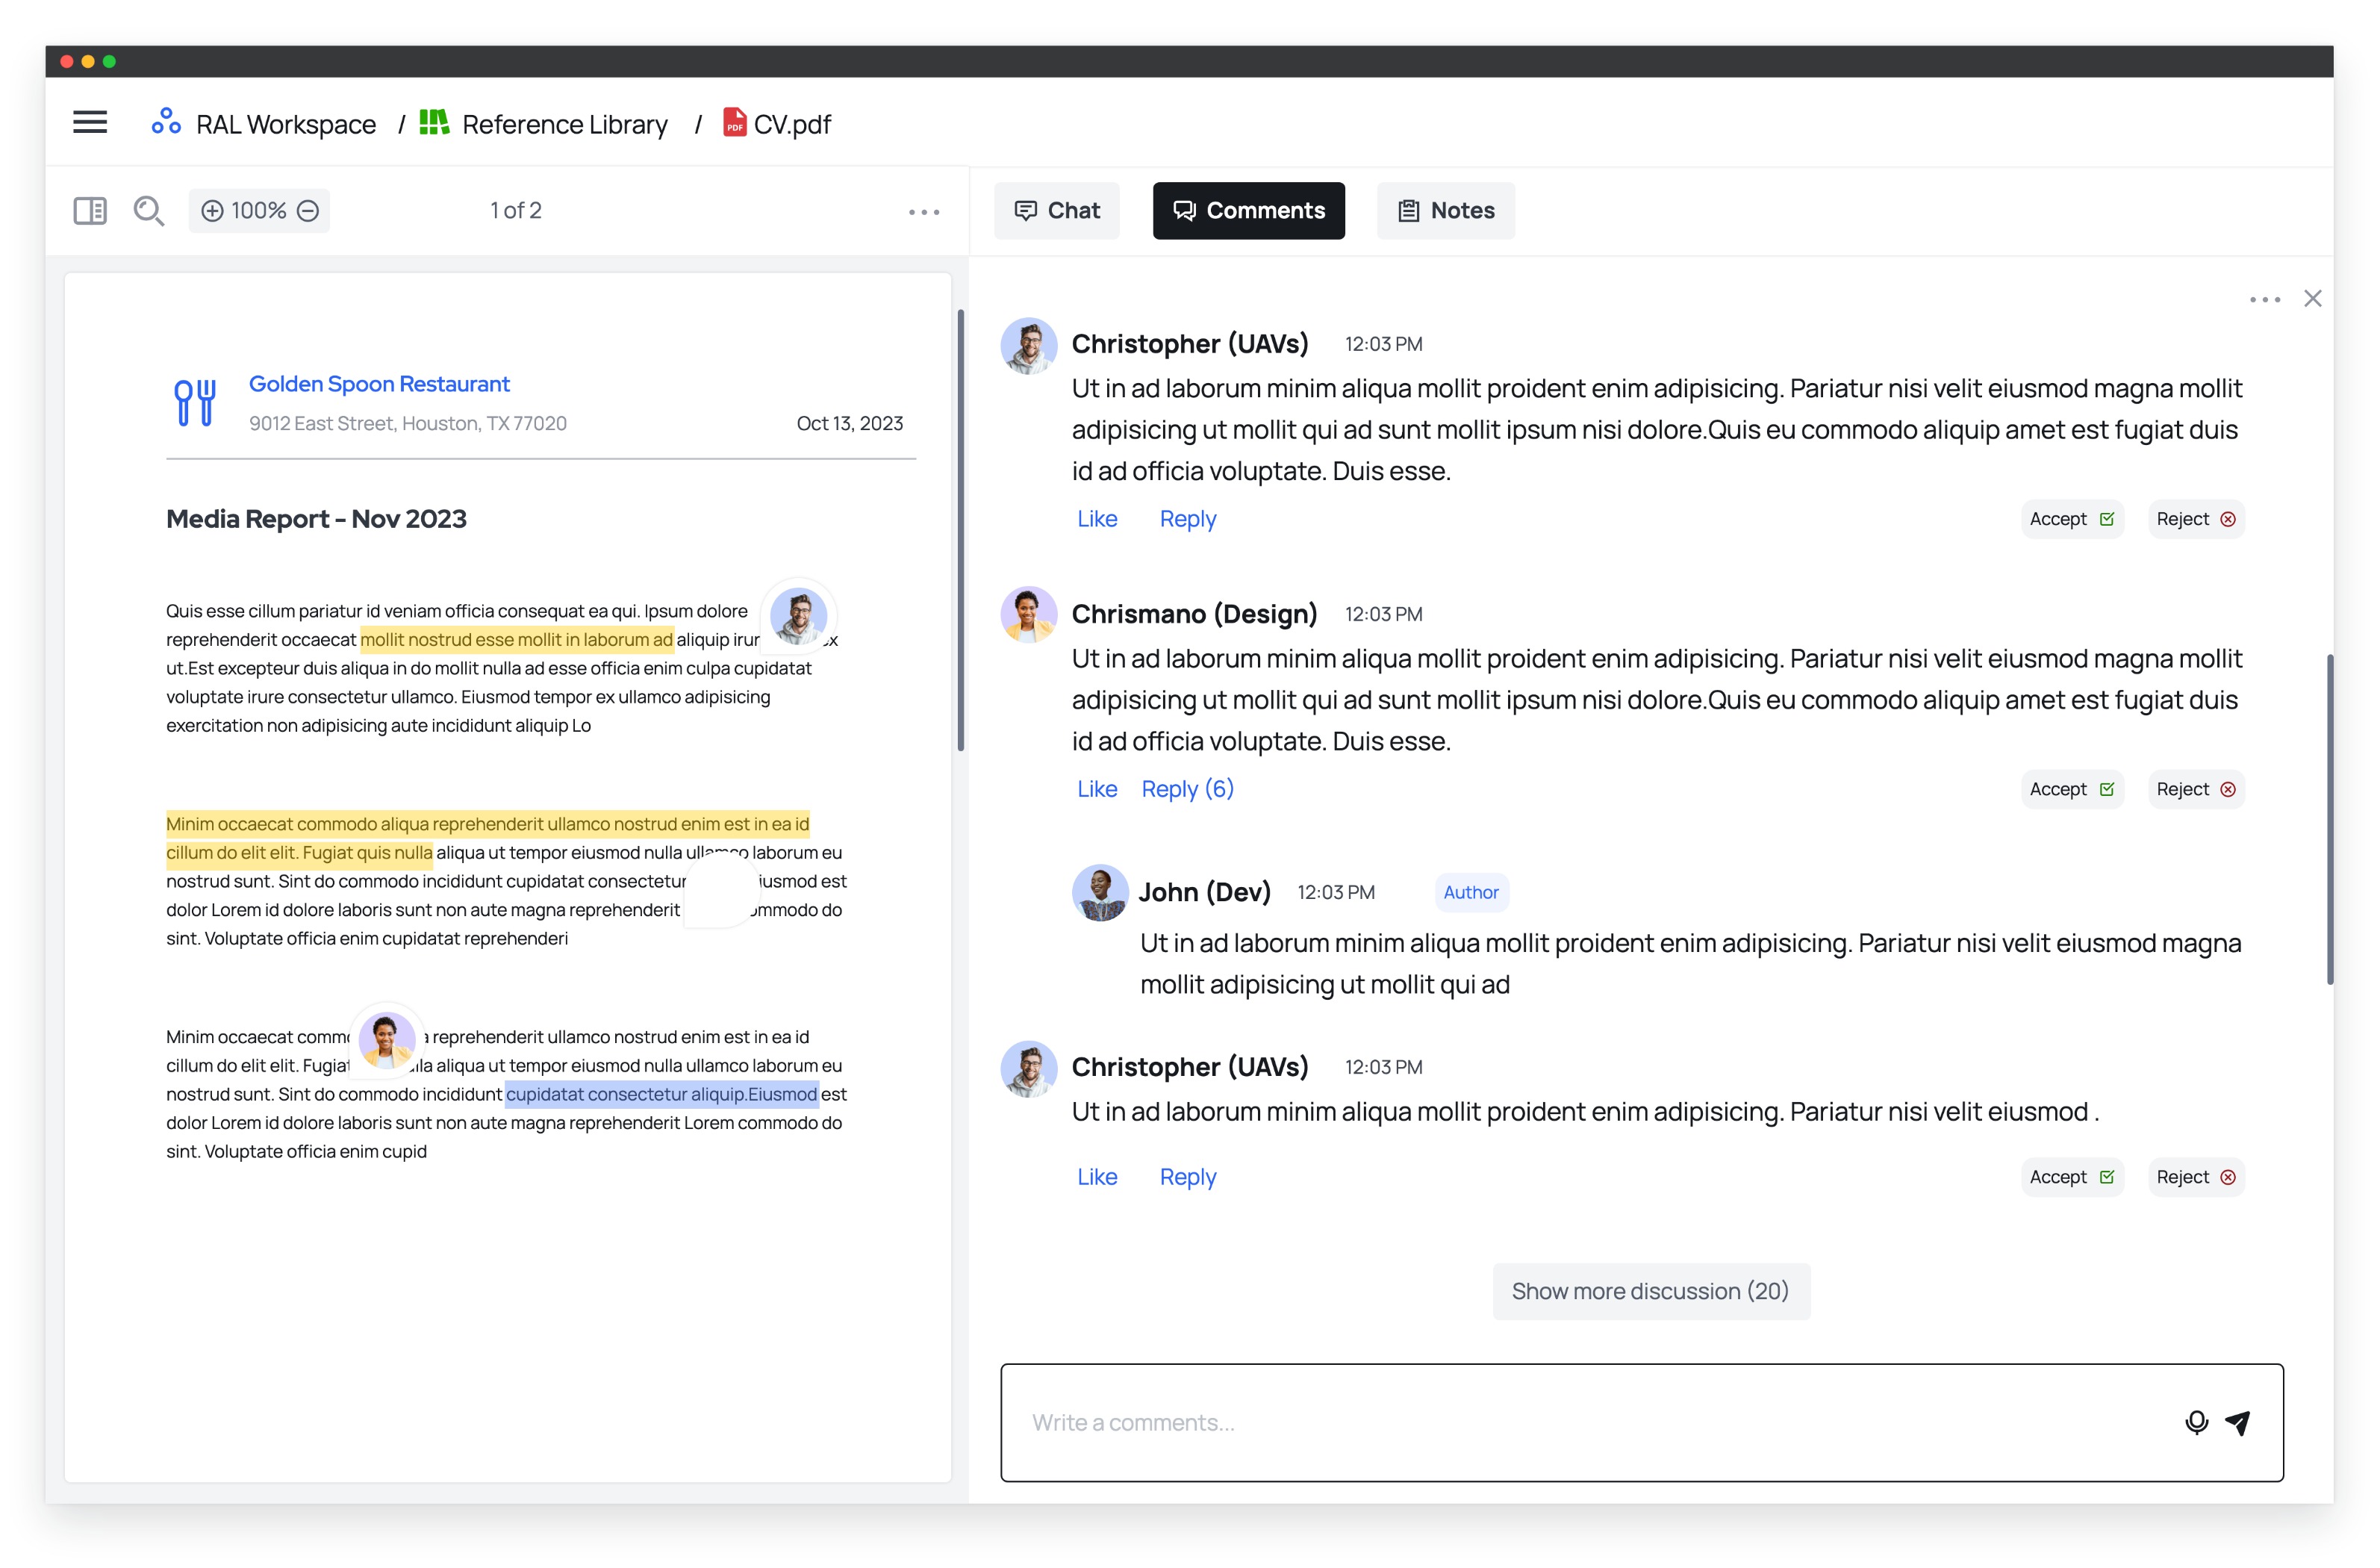 RAL Workspace / Reference Library / PDF CV.pdf
100%
1 of 2
Golden Spoon Restaurant
9012 East Street, Houston, TX 77020
Oct 13, 2023
Media Report - Nov 2023
Quis esse cillum pariatur id veniam officia consequat ea qui. Ipsum dolore
reprehenderit occaecat mollit nostrud esse mollit in laborum ad aliquip
ut.Est excepteur duis aliqua in do mollit nulla ad esse officia enim culpa cupidatat
voluptate irure consectetur ullamco. Eiusmod tempor ex ullamco adipisicing
exercitation non adipisicing aute incididunt aliquip Lo
Minim occaecat commodo aliqua reprehenderit ullamco nostrud enim est in ea id
cillum do elit elit. Fugiat quis nulla aliqua ut tempor eiusmod nulla ullamco laborum eu
nostrud sunt. Sint do commodo incididunt cupidatat consectetur est
dolor Lorem id dolore laboris sunt non aute magna reprehenderit do
sint. Voluptate officia enim cupidatat reprehenderi
Minim occaecat reprehenderit ullamco nostrud enim est in ea id
cillum do elit elit. Fugiat aliqua ut tempor eiusmod nulla ullamco laborum eu
nostrud sunt. Sint do commodo incididunt cupidatat consectetur aliquip.Eiusmod est
dolor Lorem id dolore laboris sunt non aute magna reprehenderit Lorem commodo do
sint. Voluptate officia enim cupid
Chat
Comments
Notes
Christopher (UAVs) 12:03 PM
Ut in ad laborum minim aliqua mollit proident enim adipisicing. Pariatur nisi velit eiusmod magna mollit
adipisicing ut mollit qui ad sunt mollit ipsum nisi dolore.Quis eu commodo aliquip amet est fugiat duis
id ad officia voluptate. Duis esse.
Like Reply Accept Reject
Chrismano (Design) 12:03 PM
Ut in ad laborum minim aliqua mollit proident enim adipisicing. Pariatur nisi velit eiusmod magna mollit
adipisicing ut mollit qui ad sunt mollit ipsum nisi dolore.Quis eu commodo aliquip amet est fugiat duis
id ad officia voluptate. Duis esse.
Like Reply (6) Accept Reject
John (Dev) 12:03 PM Author
Ut in ad laborum minim aliqua mollit proident enim adipisicing. Pariatur nisi velit eiusmod magna
mollit adipisicing ut mollit qui ad
Christopher (UAVs) 12:03 PM
Ut in ad laborum minim aliqua mollit proident enim adipisicing. Pariatur nisi velit eiusmod .
Like Reply Accept Reject
Show more discussion (20)
Write a comments...